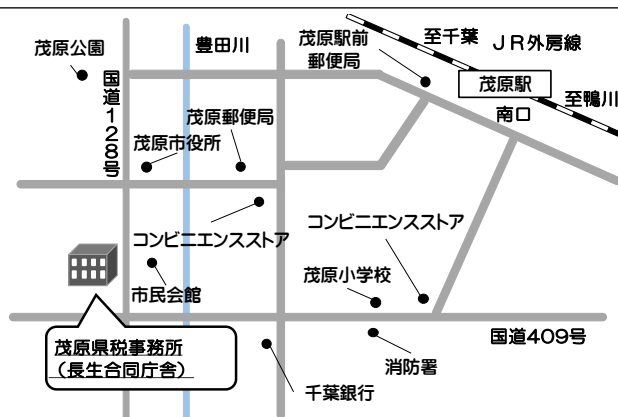 茂原公園
豊田川
茂原駅前
郵便局
至千葉
JR外房線
茂原駅
至鴨川
南口
国道128号
茂原郵便局
茂原市役所
コンビニエンスストア
コンビニエンスストア
市民会館
茂原小学校
茂原県税事務所
（長生合同庁舎）
国道409号
消防署
千葉銀行